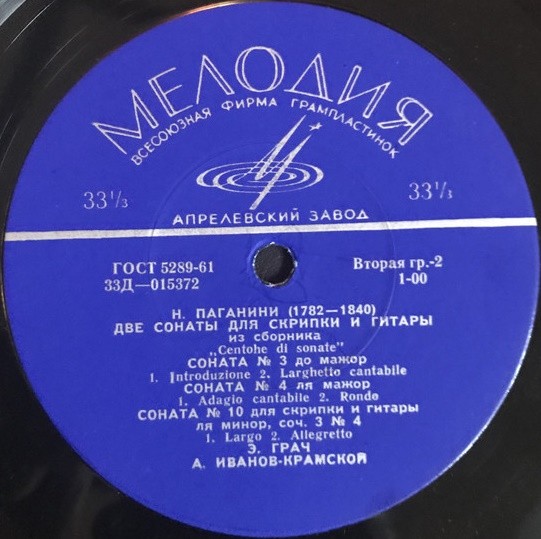 МЕЛОДИЯ
ВСЕСОЮЗНАЯ ФИРМА ГРАМПЛАСТИНОК
33⅓ 33⅓
АПРЕЛЕВСКИЙ ЗАВОД
ГОСТ 5289-61 Вторая гр.-2
33Д—015372 1-00
Н. ПАГАНИНИ (1782—1840)
ДВЕ СОНАТЫ ДЛЯ СКРИПКИ И ГИТАРЫ
из сборника
„Centohe di sonate"
СОНАТА № 3 до мажор
1. Introduzione 2. Larghetto cantabile
СОНАТА № 4 ля мажор
1. Adagio cantabile 2. Rondo
СОНАТА № 10 для скрипки и гитары
ля минор, соч. 3 № 4
1. Largo 2. Allegretto
Э. ГРАЧ
А. ИВАНОВ-КРАМСКОЙ